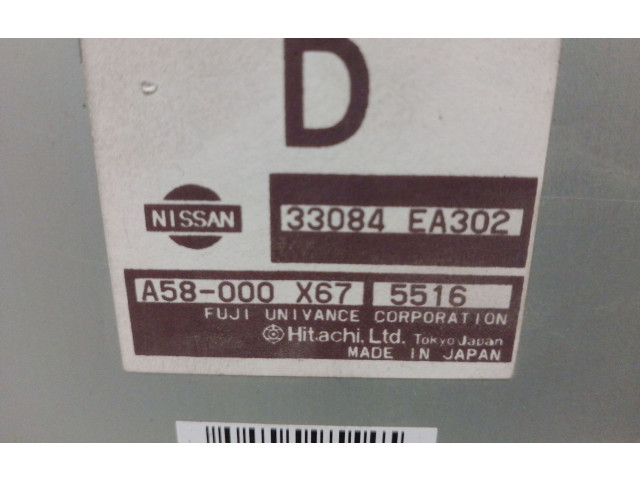 D
NISSAN 33084 EA302
A58-000 X67 5516
FUJI UNIVANCE CORPORATION
Hitachi, Ltd. Tokyo Japan
MADE IN JAPAN